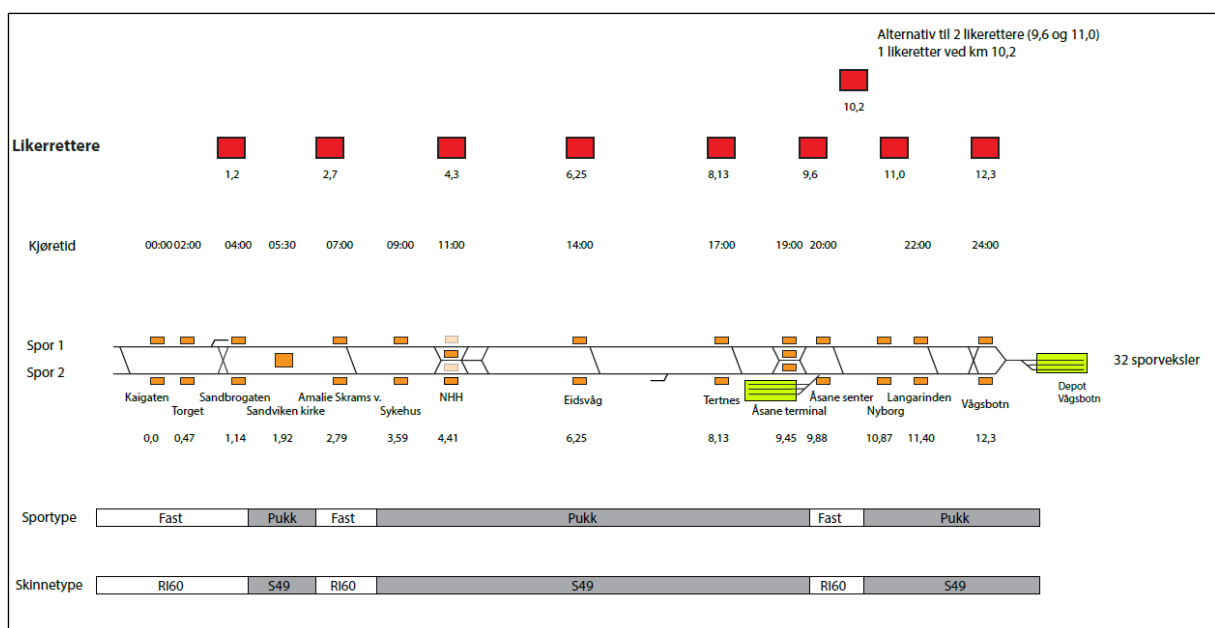 Alternativ til 2 likerettere (9,6 og 11,0)
1 likeretter ved km 10,2
10,2
Likerrettere
1,2 2,7 4,3 6,25 8,13 9,6 11,0 12,3
Kjøretid 00:00 02:00 04:00 05:30 07:00 09:00 11:00 14:00 17:00 19:00 20:00 22:00 24:00
Spor 1
Spor 2
32 sporveksler
Kaigaten
Torget
Sandbrogaten
Sandviken kirke
Amalie Skrams v.
Sykehus
NHH
Eidsvåg
Tertnes
Åsane terminal
Åsane senter
Nyborg
Langarinden
Vågsbotn
Depot
Vågsbotn
0,0 0,47 1,14 1,92 2,79 3,59 4,41 6,25 8,13 9,45 9,88 10,87 11,40 12,3
Sportype Fast Pukk Fast Pukk Fast Pukk
Skinnetype RI60 S49 RI60 S49 RI60 S49